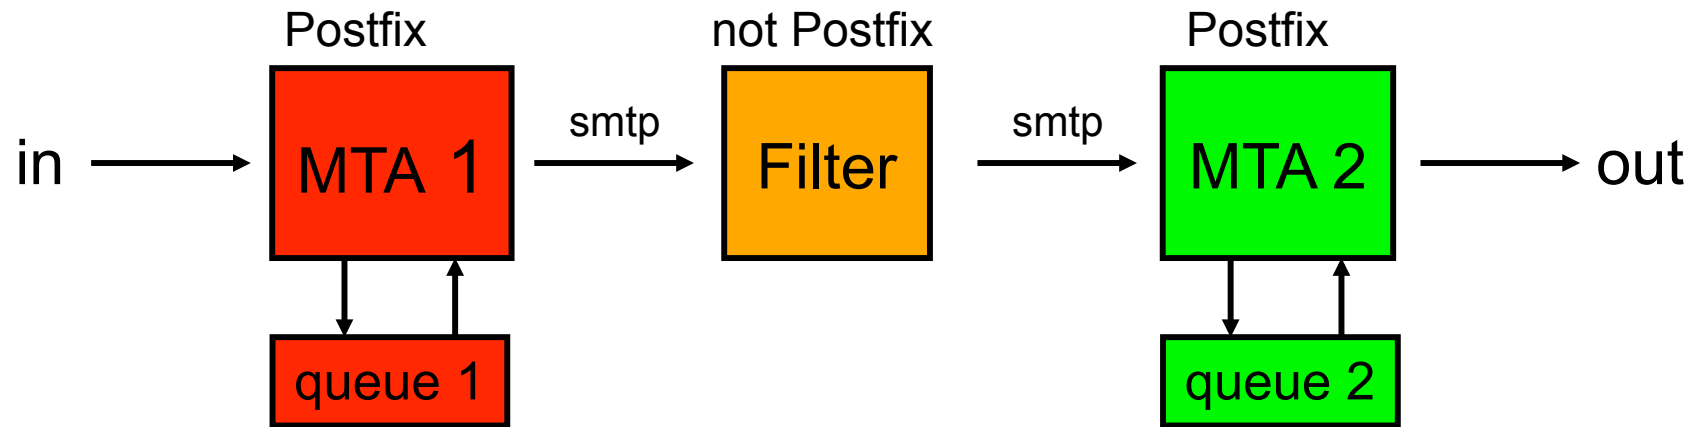 Postfix
not Postfix
Postfix
smtp
smtp
in
MTA 1
Filter
MTA 2
out
queue 1
queue 2